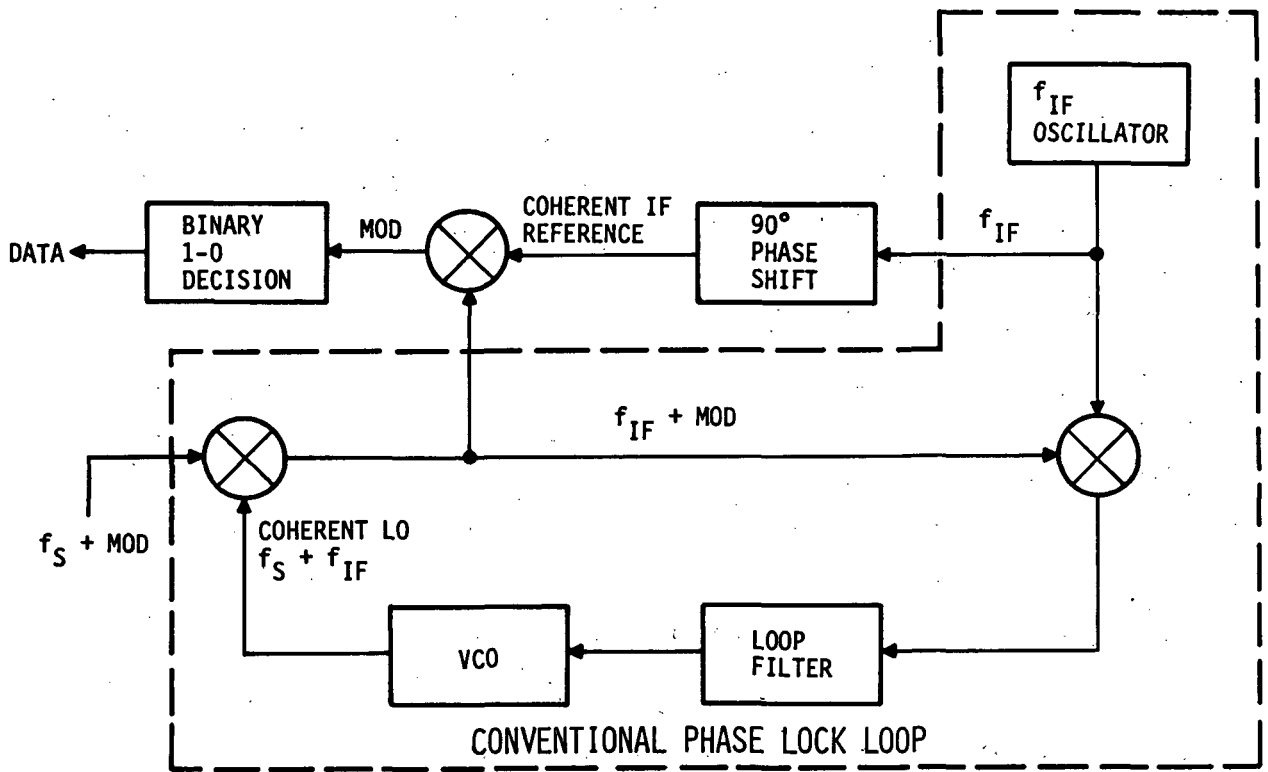 f_IF
OSCILLATOR
DATA
BINARY
1-0
DECISION
MOD
COHERENT IF
REFERENCE
90°
PHASE
SHIFT
f_IF
f_IF + MOD
f_S + MOD
COHERENT LO
f_S + f_IF
VCO
LOOP
FILTER
CONVENTIONAL PHASE LOCK LOOP